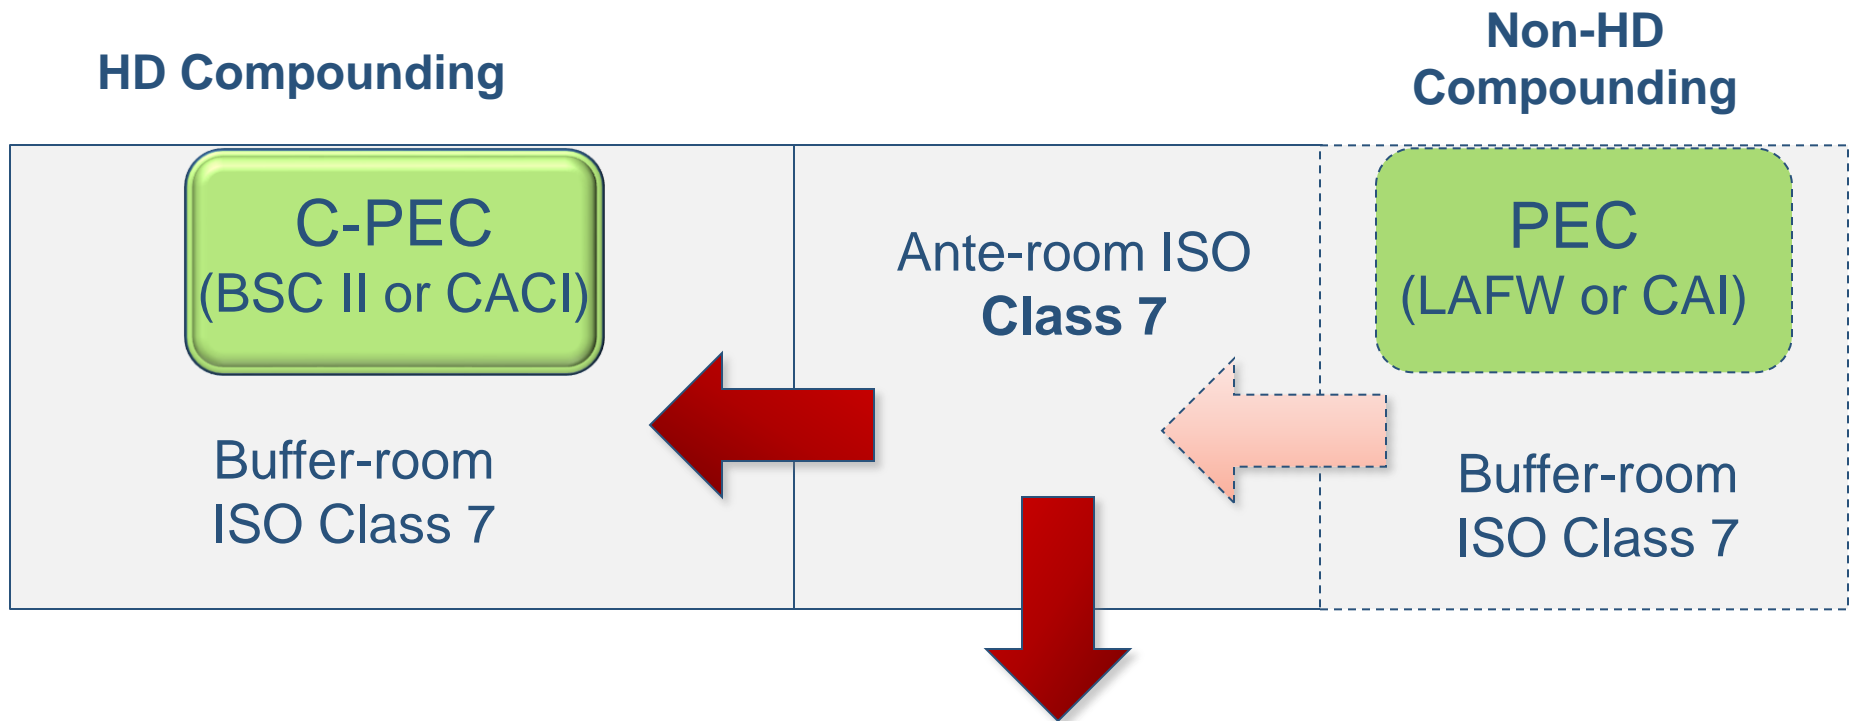 HD Compounding
Non-HD
Compounding
C-PEC
(BSC II or CACI)
Buffer-room
ISO Class 7
Ante-room ISO
Class 7
PEC
(LAFW or CAI)
Buffer-room
ISO Class 7